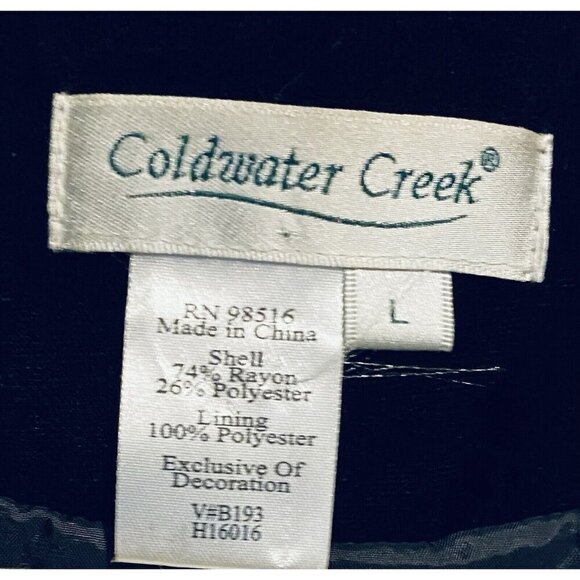 Coldwater Creek®
L
RN 98516
Made in China
Shell
74% Rayon
26% Polyester
Lining
100% Polyester
Exclusive Of
Decoration
V#B193
H16016